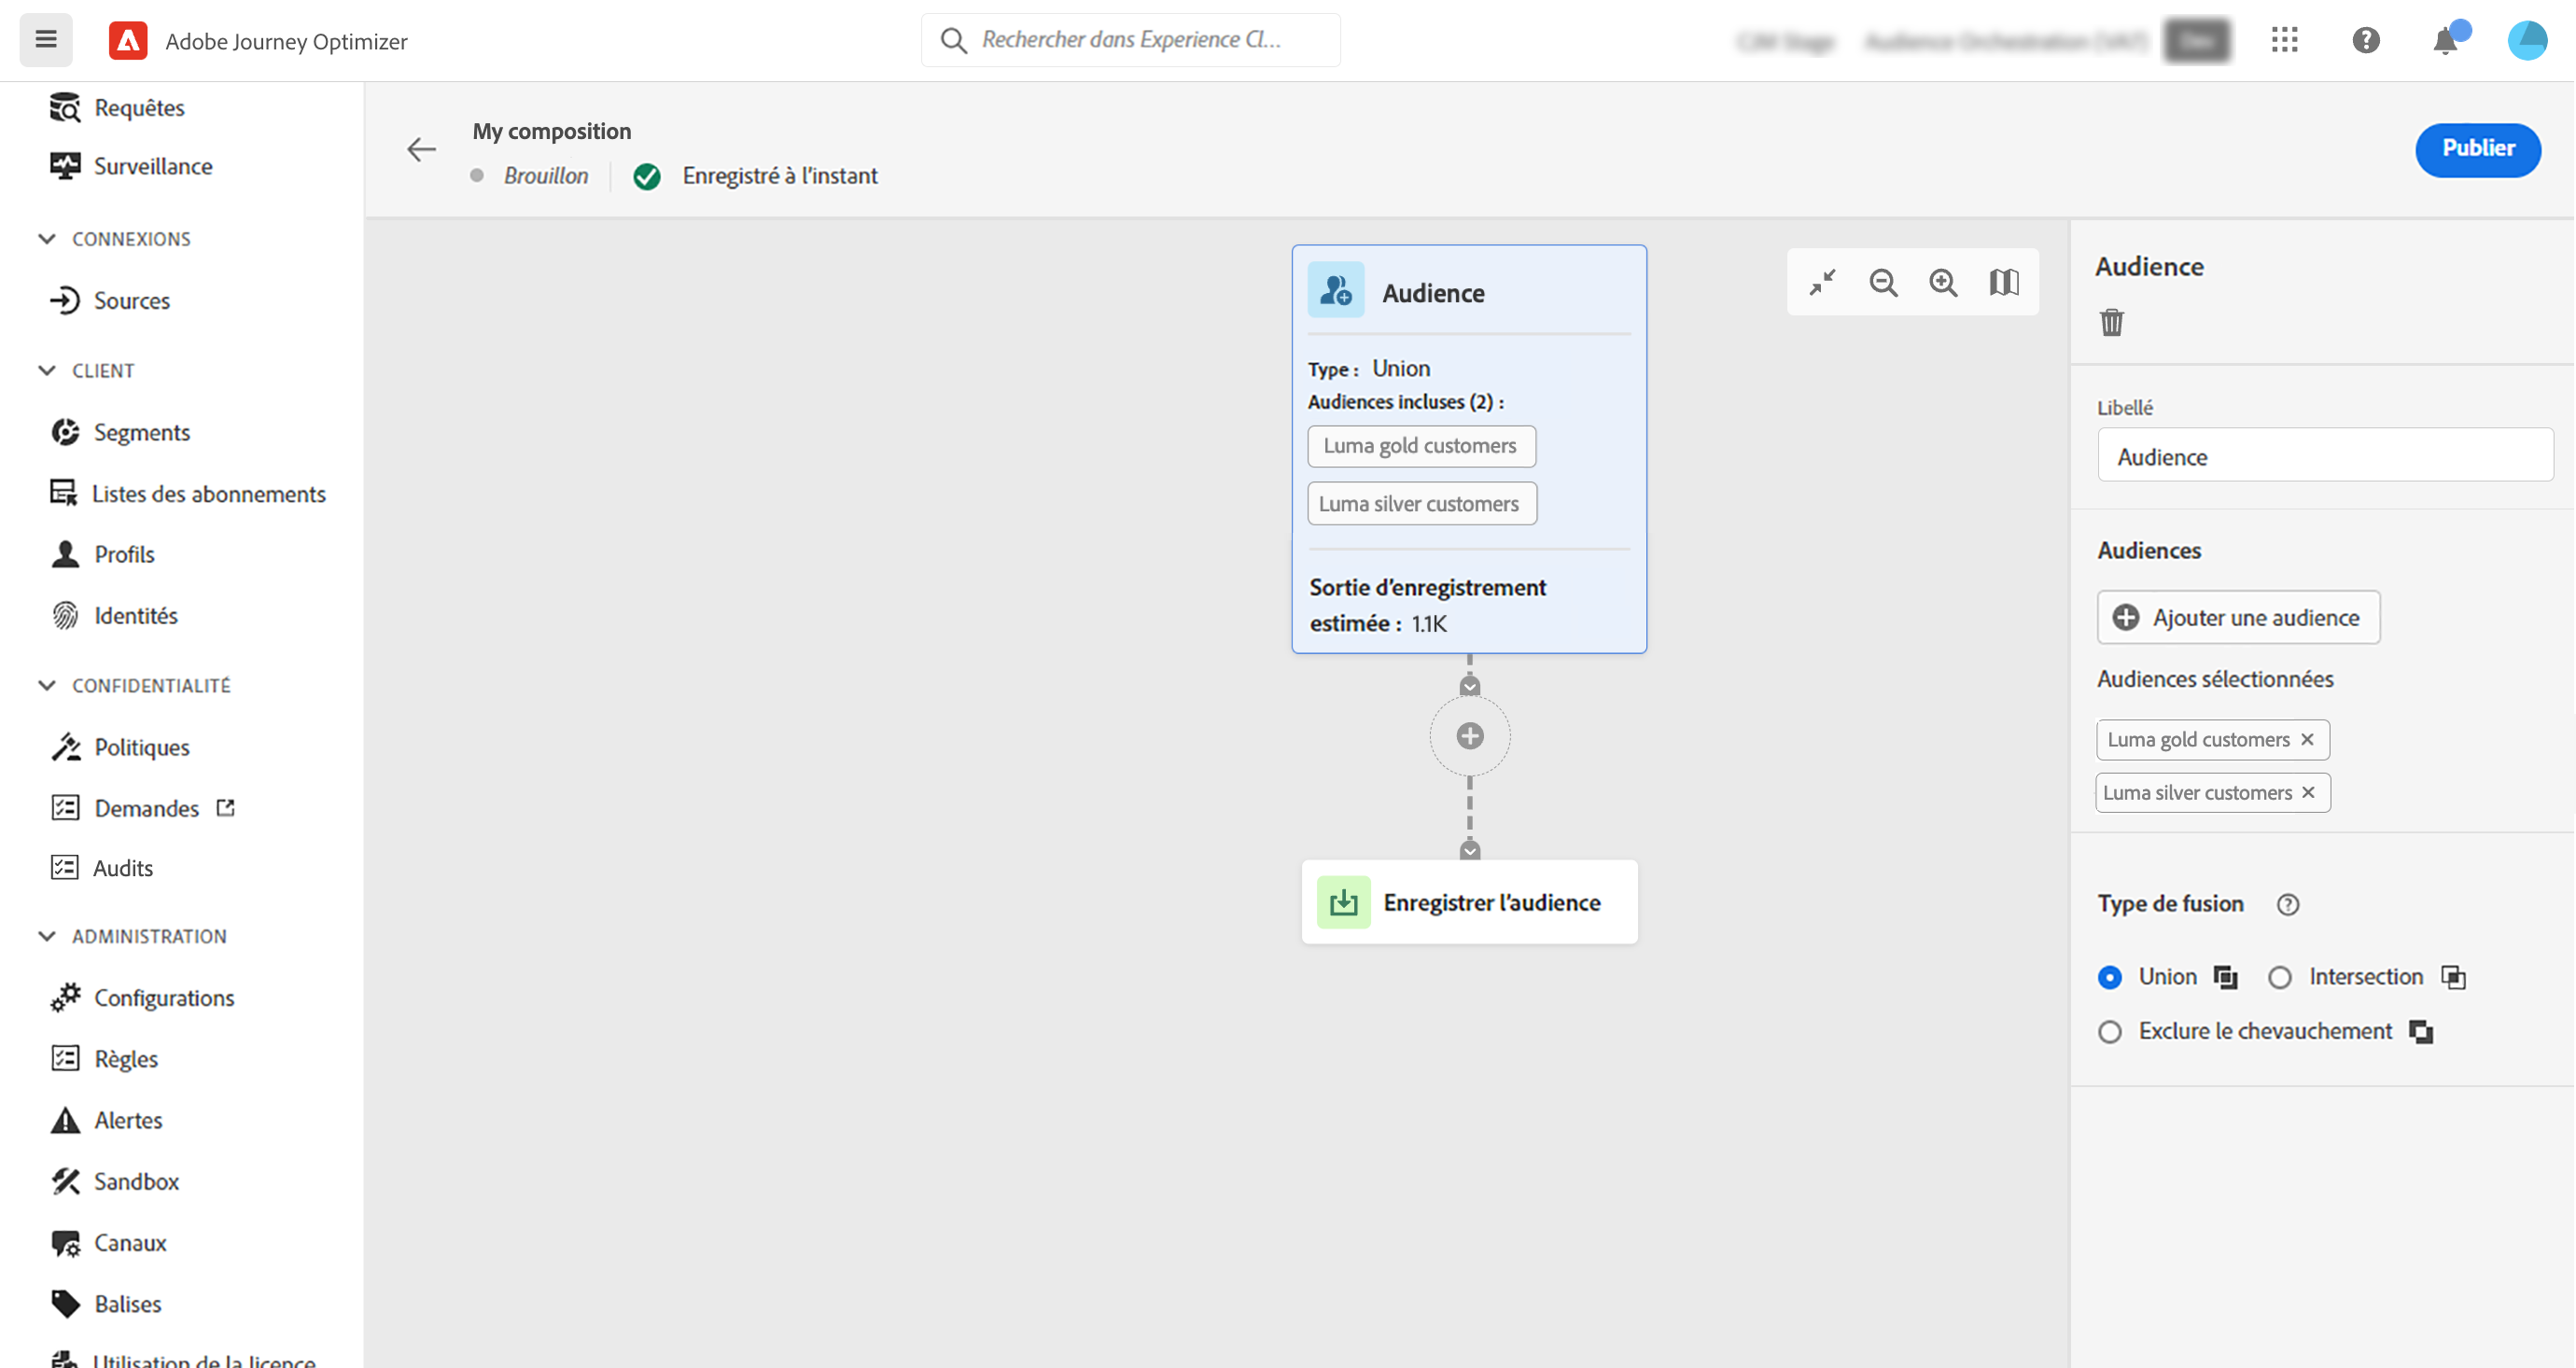 Adobe Journey Optimizer
Rechercher dans Experience Cl...
Requêtes
Surveillance
CONNEXIONS
Sources
CLIENT
Segments
Listes des abonnements
Profils
Identités
CONFIDENTIALITÉ
Politiques
Demandes
Audits
ADMINISTRATION
Configurations
Règles
Alertes
Sandbox
Canaux
Balises
Utilisation de la licence
My composition
Brouillon
Enregistré à l’instant
Publier
Audience
Type : Union
Audiences incluses (2) :
Luma gold customers
Luma silver customers
Sortie d’enregistrement
estimée : 1.1K
Enregistrer l’audience
Audience
Libellé
Audience
Audiences
Ajouter une audience
Audiences sélectionnées
Luma gold customers
Luma silver customers
Type de fusion
Union
Intersection
Exclure le chevauchement